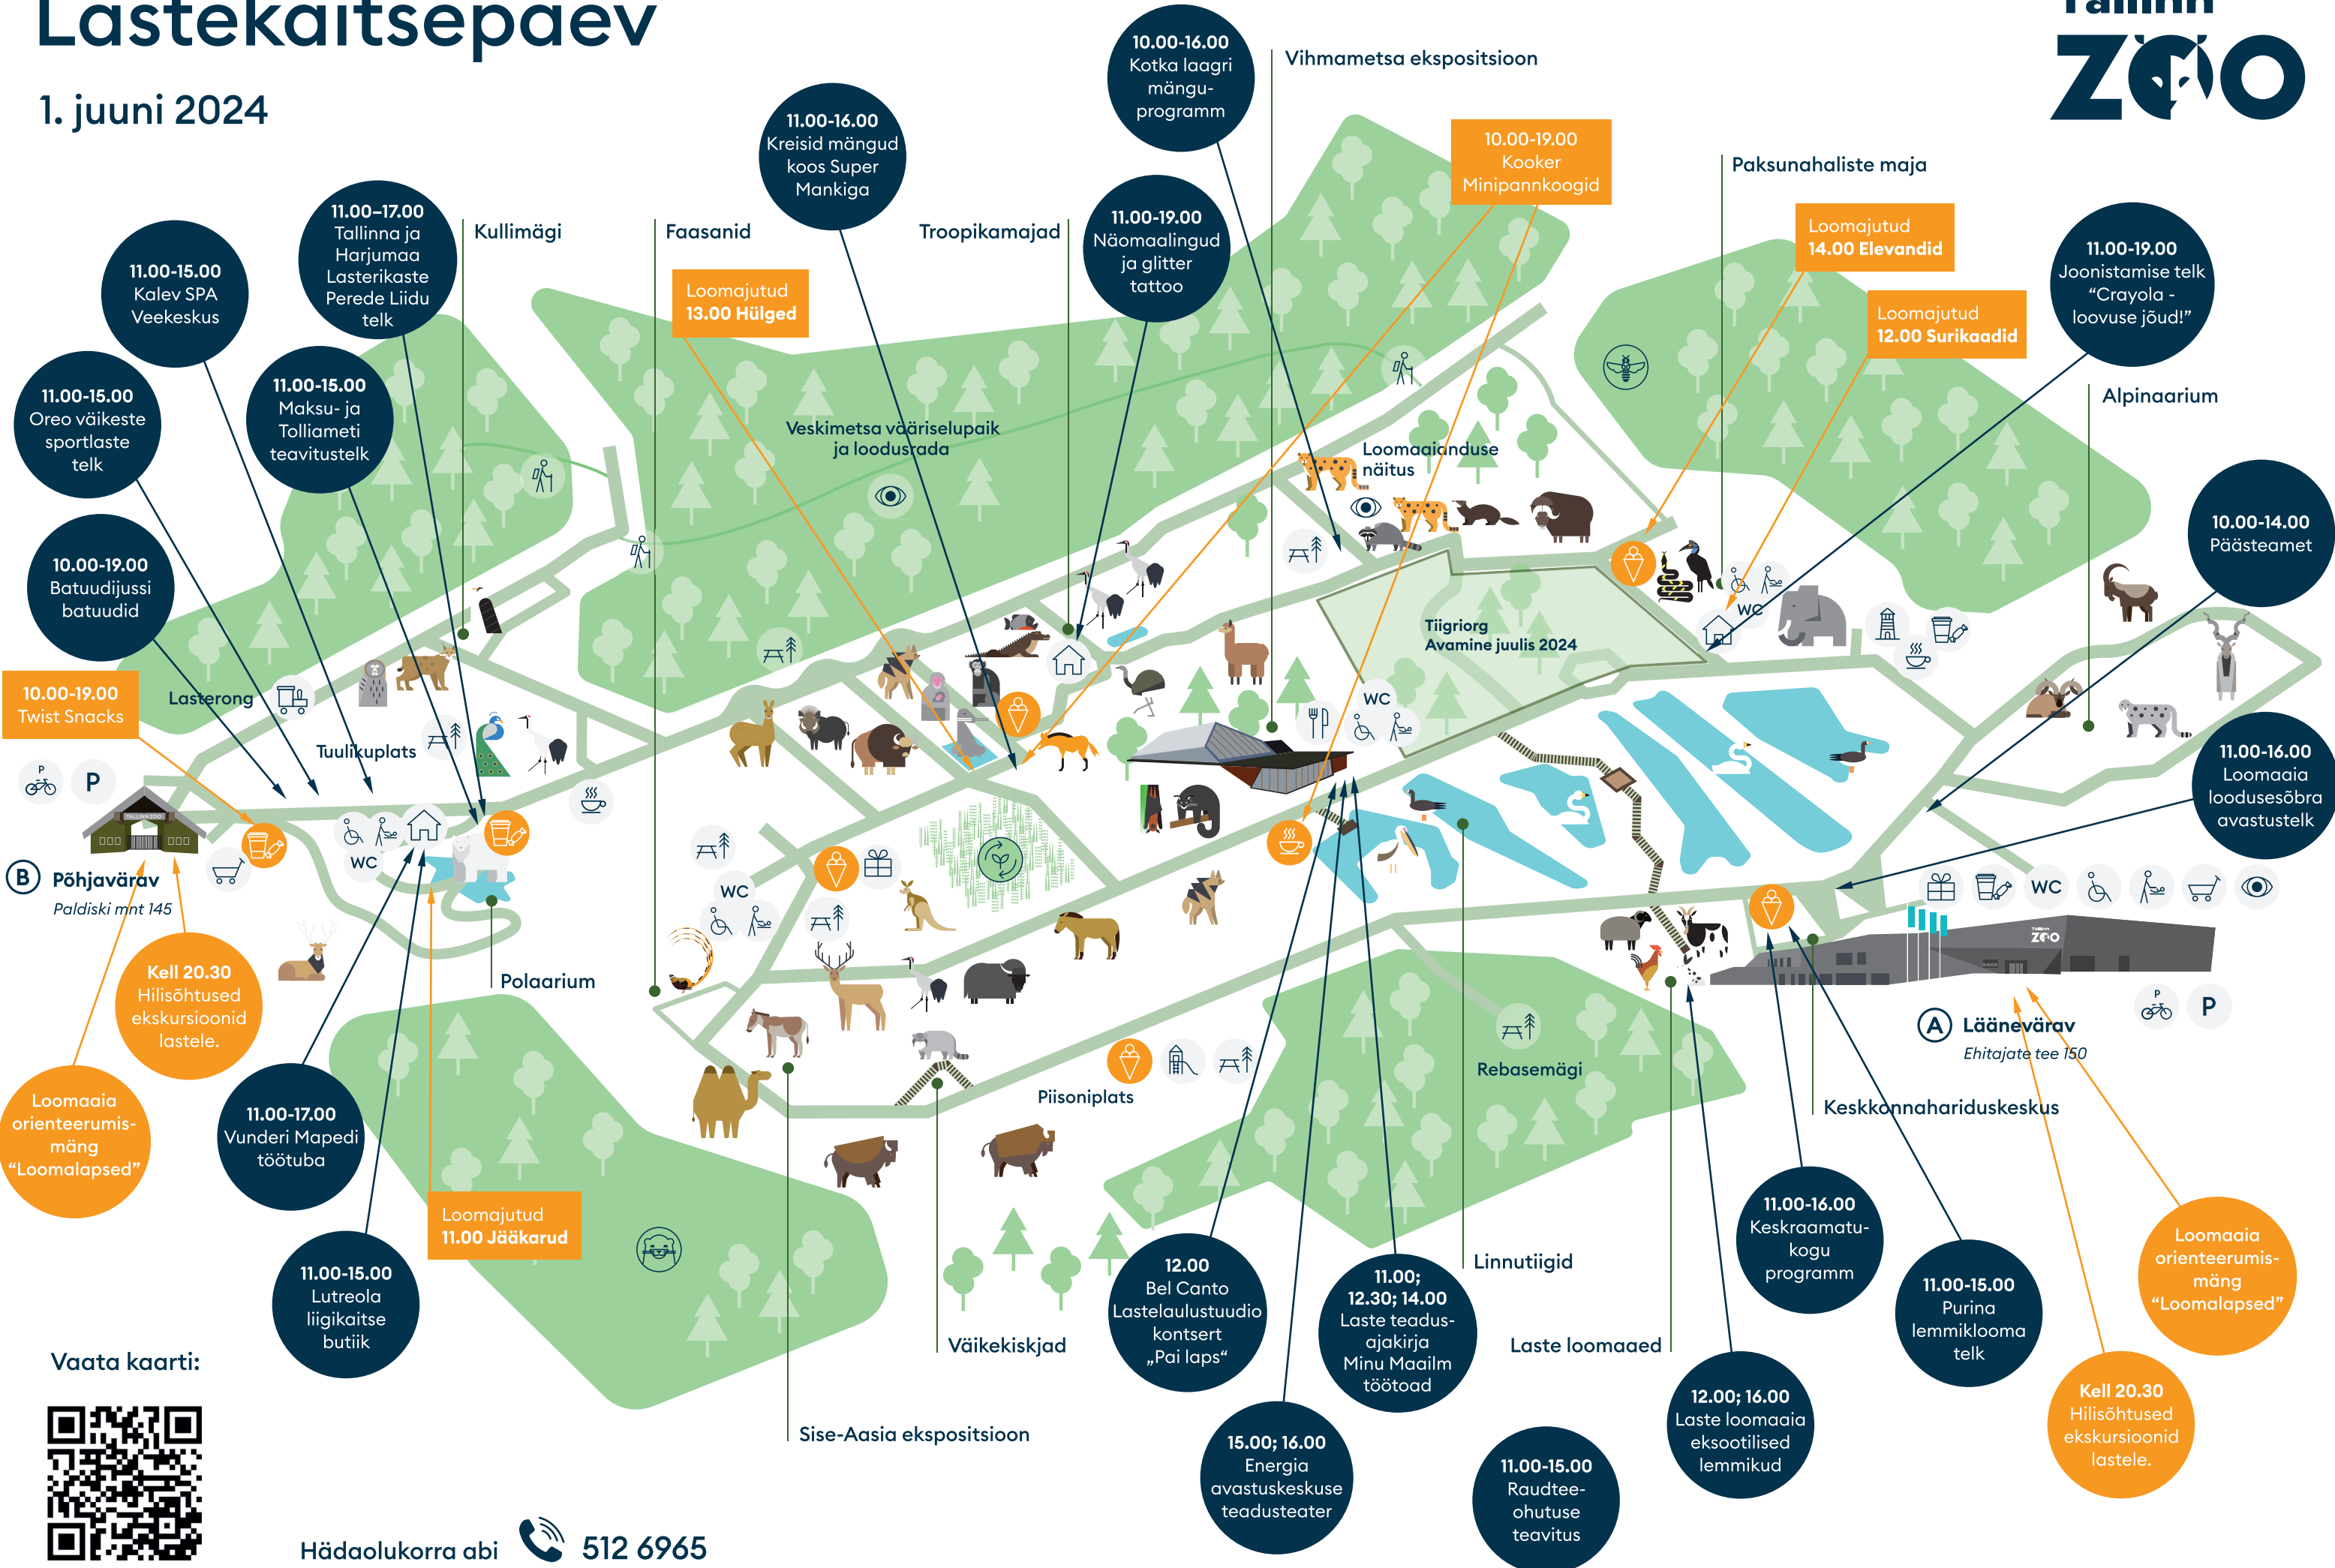 Lastekaitsepäev
1. juuni 2024
Tallinn
ZOO
10.00-16.00
Kotka laagri
mängu-
programm
Vihmametsa ekspositsioon
11.00-16.00
Kreisid mängud
koos Super
Mankiga
10.00-19.00
Kooker
Minipannkoogid
Paksunahaliste maja
11.00–17.00
Tallinna ja
Harjumaa
Lasterikaste
Perede Liidu
telk
Kullimägi
Faasanid
Troopikamajad
11.00-19.00
Näomaalingud
ja glitter
tattoo
Loomajutud
14.00 Elevandid
11.00-19.00
Joonistamise telk
“Crayola -
loovuse jõud!”
11.00-15.00
Kalev SPA
Veekeskus
Loomajutud
13.00 Hülged
Loomajutud
12.00 Surikaadid
11.00-15.00
Oreo väikeste
sportlaste
telk
11.00-15.00
Maksu- ja
Tolliameti
teavitustelk
Alpinaarium
Veskimetsa vääriselupaik
ja loodusrada
Loomaaianduse
näitus
10.00-14.00
Päästeamet
10.00-19.00
Batuudijussi
batuudid
WC
Tiigriorg
Avamine juulis 2024
10.00-19.00
Twist Snacks
Lasterong
WC
Tuulikuplats
11.00-16.00
Loomaaia
loodusesõbra
avastustelk
P
P
TALLINN ZOO
WC
B
Põhjavärav
Paldiski mnt 145
WC
WC
Tallinn
ZOO
Kell 20.30
Hilisõhtused
ekskursioonid
lastele.
Polaarium
P
P
A
Läänevärav
Ehitajate tee 150
Loomaaia
orienteerumis-
mäng
“Loomalapsed”
11.00-17.00
Vunderi Mapedi
töötuba
Piisoniplats
Rebasemägi
Keskkonnahariduskeskus
Loomajutud
11.00 Jääkarud
11.00-16.00
Keskraamatu-
kogu
programm
Loomaaia
orienteerumis-
mäng
“Loomalapsed”
11.00-15.00
Lutreola
liigikaitse
butiik
12.00
Bel Canto
Lastelaulustuudio
kontsert
„Pai laps“
11.00;
12.30; 14.00
Laste teadus-
ajakirja
Minu Maailm
töötoad
Linnutiigid
11.00-15.00
Purina
lemmiklooma
telk
Väikekiskjad
Laste loomaaed
Vaata kaarti:
12.00; 16.00
Laste loomaaia
eksootilised
lemmikud
Kell 20.30
Hilisõhtused
ekskursioonid
lastele.
Sise-Aasia ekspositsioon
15.00; 16.00
Energia
avastuskeskuse
teadusteater
11.00-15.00
Raudtee-
ohutuse
teavitus
Hädaolukorra abi
512 6965